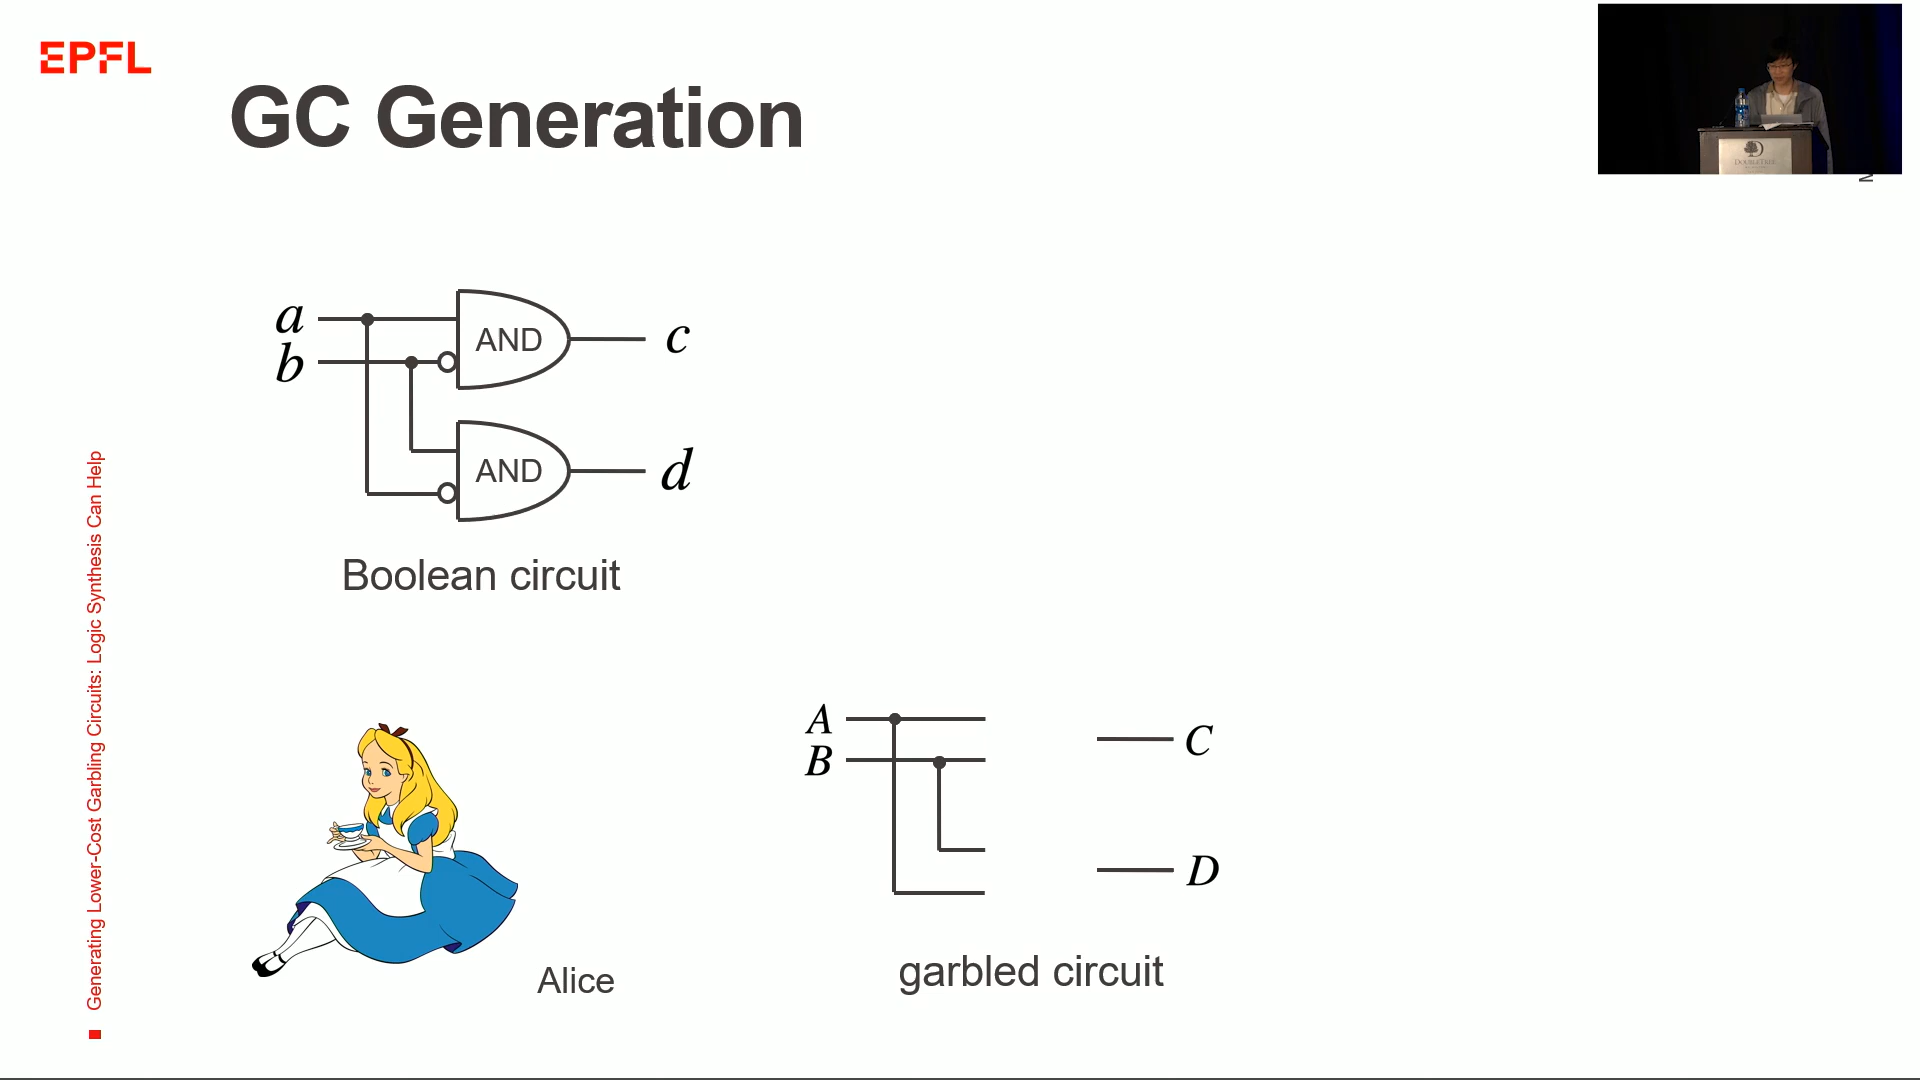 EPFL
GC Generation
DOUBLETREE
N
a
b
AND
c
AND
d
Boolean circuit
Generating Lower-Cost Garbling Circuits: Logic Synthesis Can Help
A
B
C
D
Alice
garbled circuit